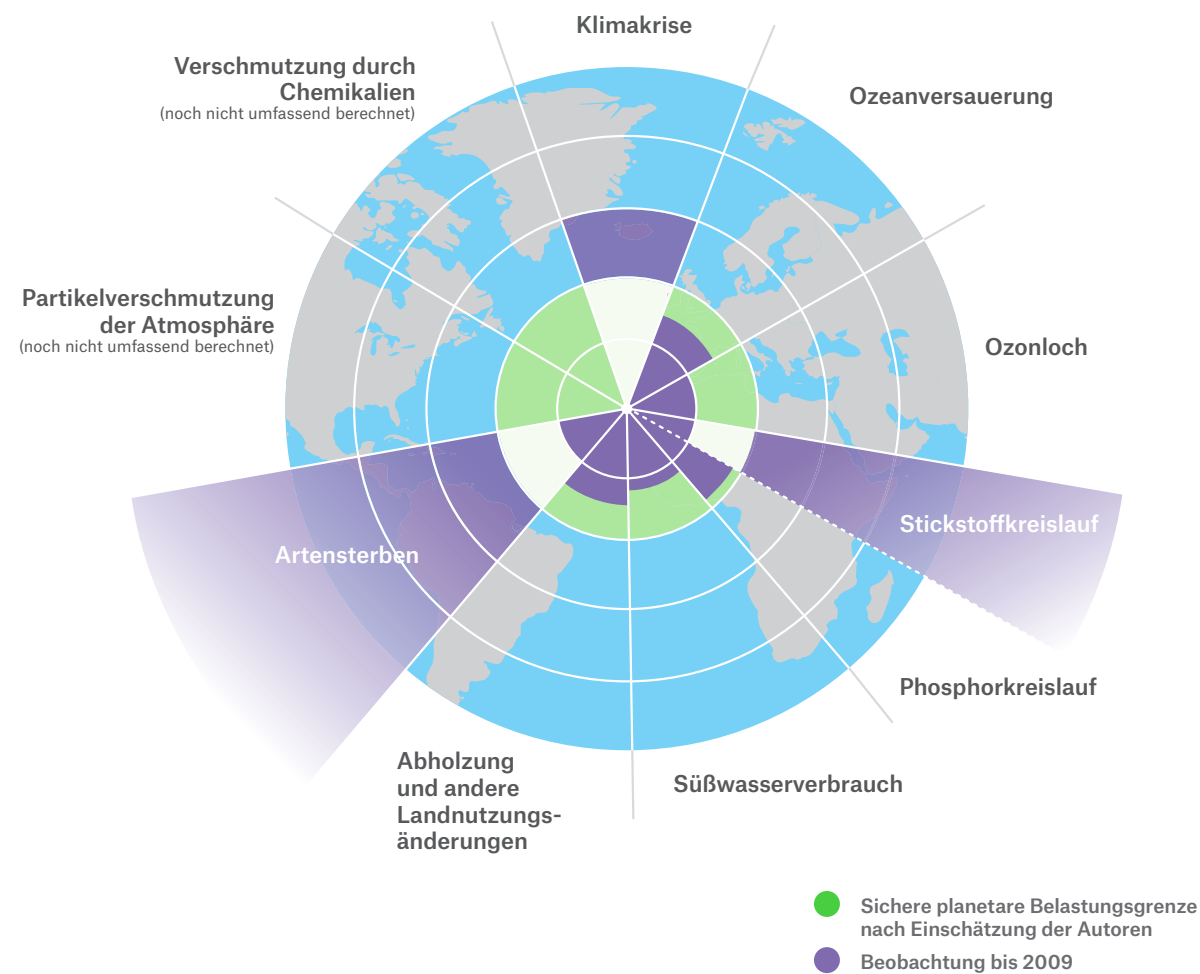 Klimakrise
Verschmutzung durch
Chemikalien
(noch nicht umfassend berechnet)
Ozeanversauerung
Partikelverschmutzung
der Atmosphäre
(noch nicht umfassend berechnet)
Ozonloch
Stickstoffkreislauf
Artensterben
Phosphorkreislauf
Abholzung
und andere
Landnutzungs-
änderungen
Süßwasserverbrauch
Sichere planetare Belastungsgrenze
nach Einschätzung der Autoren
Beobachtung bis 2009